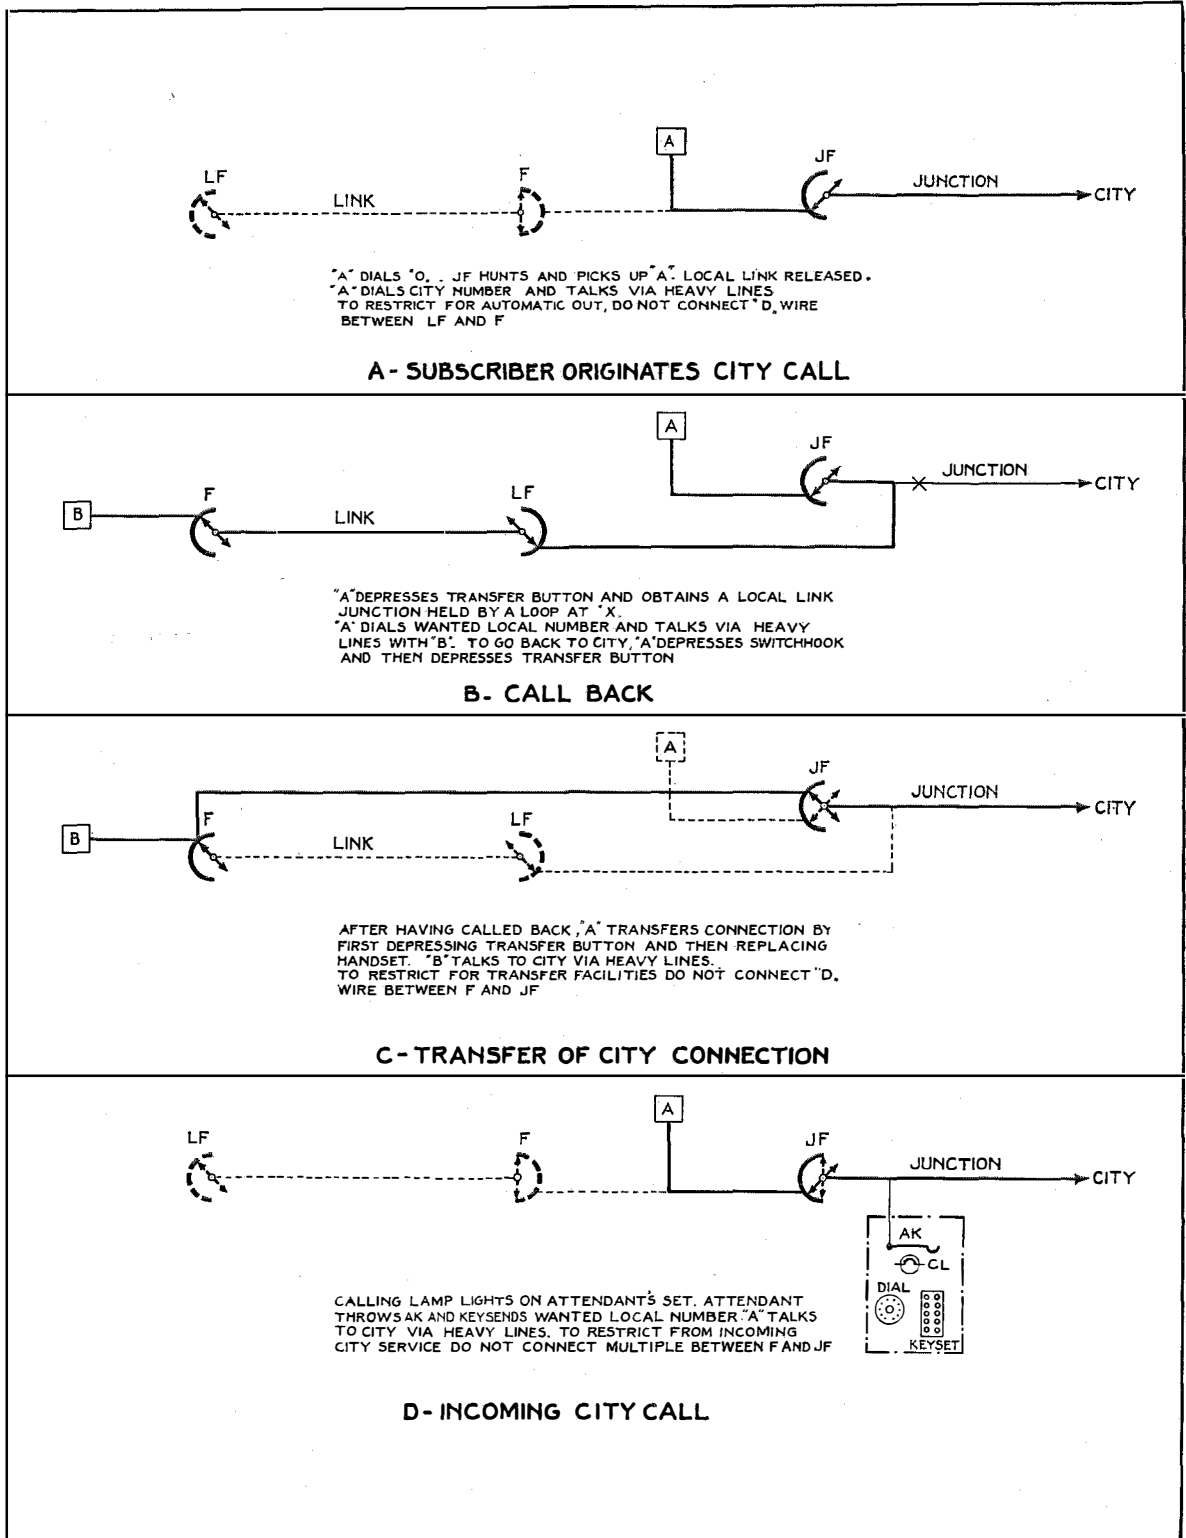 A
LF
F
JF
LINK
JUNCTION
CITY
"A" DIALS "O„. JF HUNTS AND PICKS UP "A". LOCAL LINK RELEASED.
"A" DIALS CITY NUMBER AND TALKS VIA HEAVY LINES
TO RESTRICT FOR AUTOMATIC OUT, DO NOT CONNECT "D„ WIRE
BETWEEN LF AND F
A- SUBSCRIBER ORIGINATES CITY CALL
A
JF
JUNCTION
CITY
F
LF
B
LINK
"A" DEPRESSES TRANSFER BUTTON AND OBTAINS A LOCAL LINK
JUNCTION HELD BY A LOOP AT "X„
"A" DIALS WANTED LOCAL NUMBER AND TALKS VIA HEAVY
LINES WITH "B". TO GO BACK TO CITY, "A" DEPRESSES SWITCHHOOK
AND THEN DEPRESSES TRANSFER BUTTON
B- CALL BACK
A
JF
JUNCTION
CITY
F
LF
B
LINK
AFTER HAVING CALLED BACK, "A" TRANSFERS CONNECTION BY
FIRST DEPRESSING TRANSFER BUTTON AND THEN REPLACING
HANDSET. "B" TALKS TO CITY VIA HEAVY LINES.
TO RESTRICT FOR TRANSFER FACILITIES DO NOT CONNECT "D„
WIRE BETWEEN F AND JF
C- TRANSFER OF CITY CONNECTION
A
LF
F
JF
JUNCTION
CITY
AK
CL
DIAL
KEYSET
CALLING LAMP LIGHTS ON ATTENDANT'S SET. ATTENDANT
THROWS AK AND KEYSENDS WANTED LOCAL NUMBER. "A" TALKS
TO CITY VIA HEAVY LINES. TO RESTRICT FROM INCOMING
CITY SERVICE DO NOT CONNECT MULTIPLE BETWEEN F AND JF
D- INCOMING CITY CALL